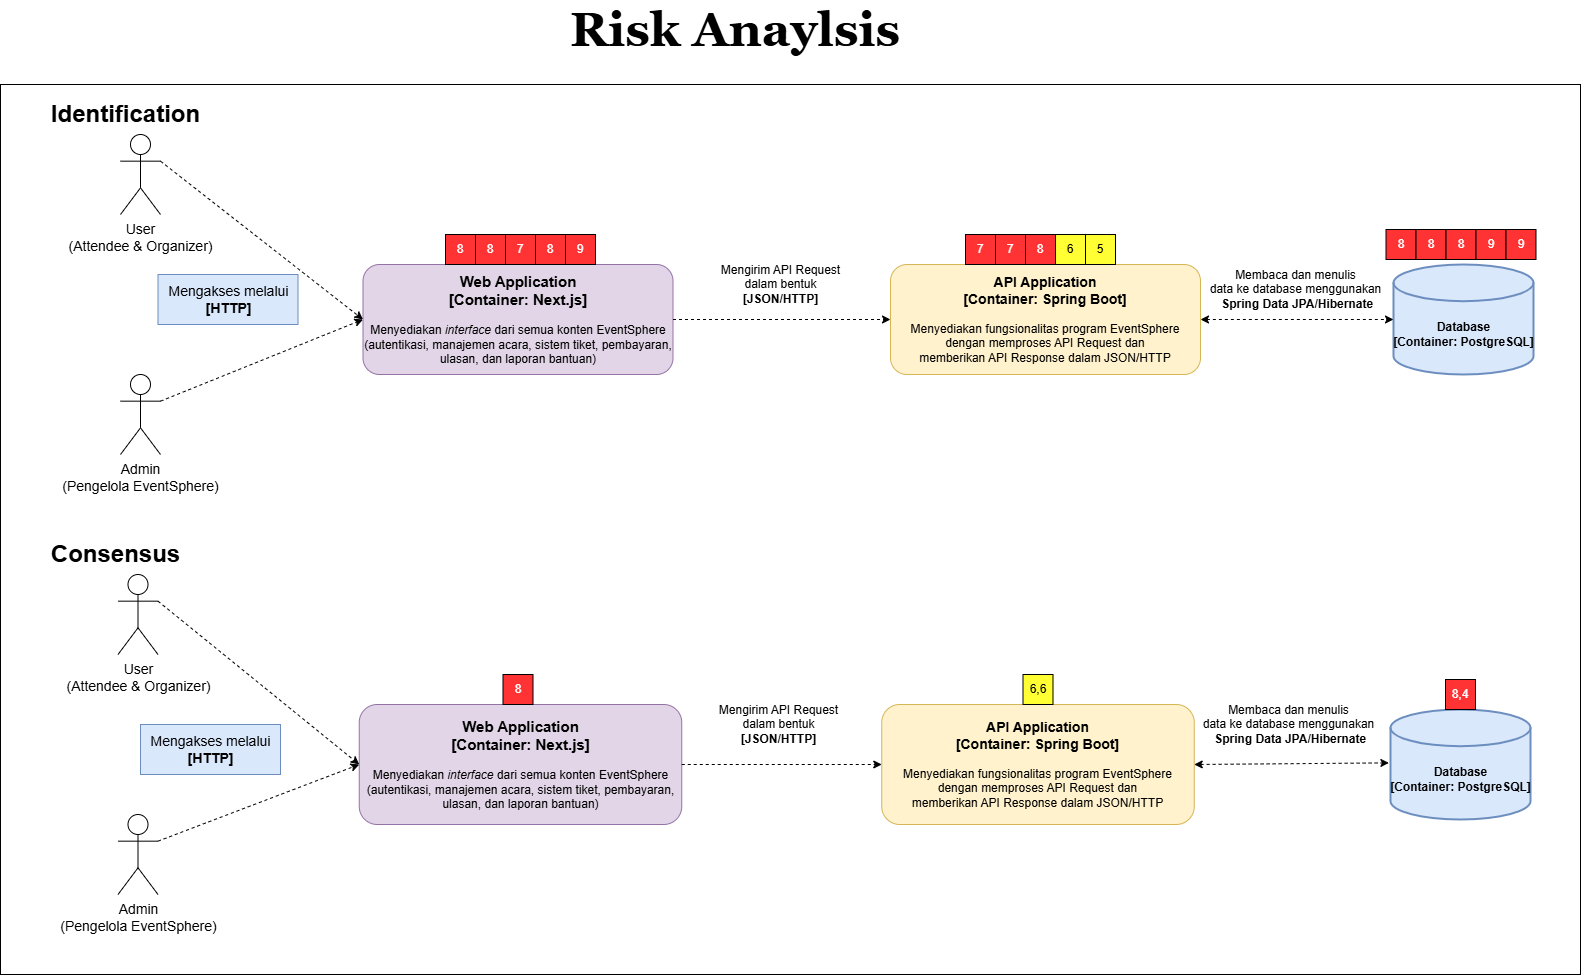 Risk Anaylsis
Identification
User
(Attendee & Organizer)
Mengakses melalui
[HTTP]
Admin
(Pengelola EventSphere)
8 8 7 8 9
Web Application
[Container: Next.js]
Menyediakan interface dari semua konten EventSphere
(autentikasi, manajemen acara, sistem tiket, pembayaran,
ulasan, dan laporan bantuan)
Mengirim API Request
dalam bentuk
[JSON/HTTP]
7 7 8 6 5
API Application
[Container: Spring Boot]
Menyediakan fungsionalitas program EventSphere
dengan memproses API Request dan
memberikan API Response dalam JSON/HTTP
Membaca dan menulis
data ke database menggunakan
Spring Data JPA/Hibernate
8 8 8 9 9
Database
[Container: PostgreSQL]
Consensus
User
(Attendee & Organizer)
Mengakses melalui
[HTTP]
Admin
(Pengelola EventSphere)
8
Web Application
[Container: Next.js]
Menyediakan interface dari semua konten EventSphere
(autentikasi, manajemen acara, sistem tiket, pembayaran,
ulasan, dan laporan bantuan)
Mengirim API Request
dalam bentuk
[JSON/HTTP]
6,6
API Application
[Container: Spring Boot]
Menyediakan fungsionalitas program EventSphere
dengan memproses API Request dan
memberikan API Response dalam JSON/HTTP
Membaca dan menulis
data ke database menggunakan
Spring Data JPA/Hibernate
8,4
Database
[Container: PostgreSQL]